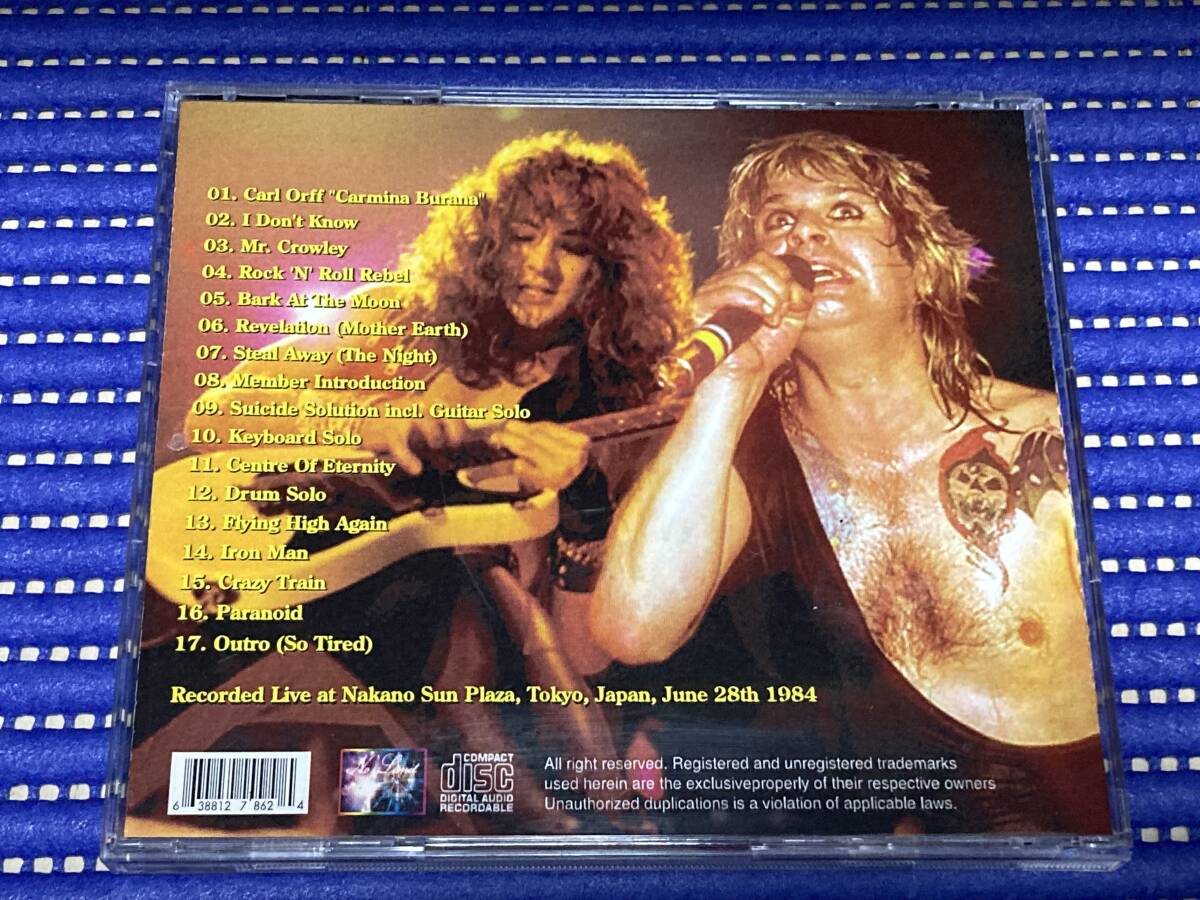 01. Carl Orff "Carmina Burana"
02. I Don't Know
03. Mr. Crowley
04. Rock 'N' Roll Rebel
05. Bark At The Moon
06. Revelation (Mother Earth)
07. Steal Away (The Night)
08. Member Introduction
09. Suicide Solution incl. Guitar Solo
10. Keyboard Solo
11. Centre Of Eternity
12. Drum Solo
13. Flying High Again
14. Iron Man
15. Crazy Train
16. Paranoid
17. Outro (So Tired)
Recorded Live at Nakano Sun Plaza, Tokyo, Japan, June 28th 1984
6 38812 7 862 4
COMPACT
disc
DIGITAL AUDIO
RECORDABLE
All right reserved. Registered and unregistered trademarks
used herein are the exclusiveproperly of their respective owners
Unauthorized duplications is a violation of applicable laws.